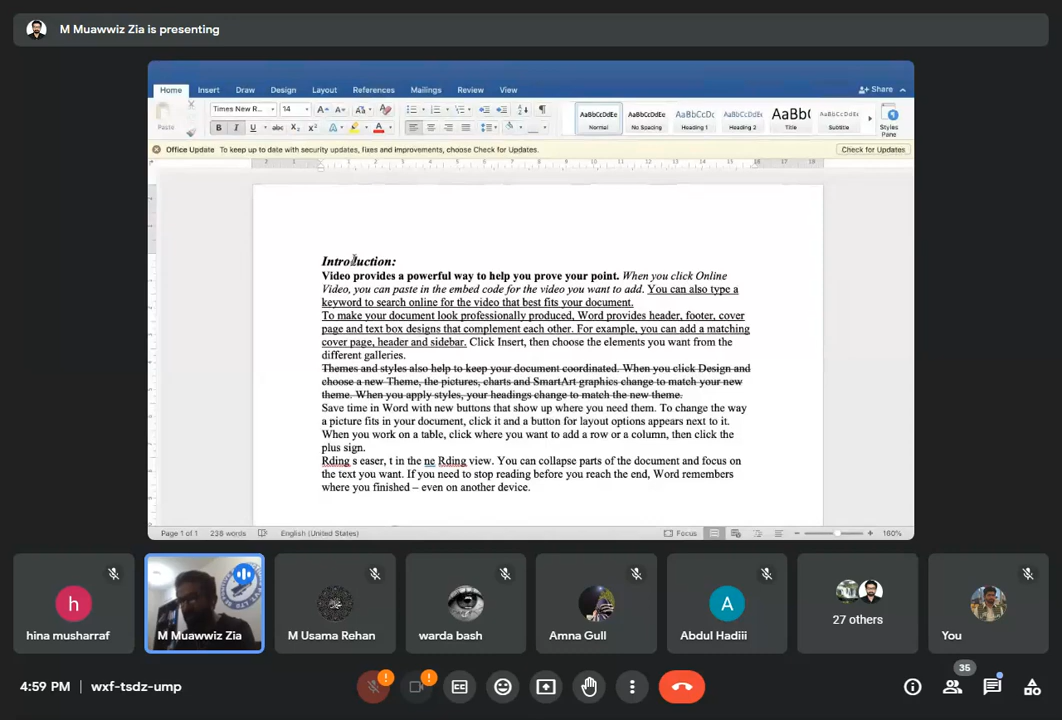 M Muawwiz Zia is presenting
Home Insert Draw Design Layout References Mailings Review View
Share
Times New R... 14
AaBbCcDc AaBbCcDc AaBbCcDc AaBbCcDc AaBb( AaBbCcDc
Paste
B I U abc X₂ X² A A
Normal No Spacing Heading 1 Heading 2 Title Subtitle Styles Pane
Office Update To keep up to date with security updates, fixes and improvements, choose Check for Updates. Check for Updates
Introduction:
Video provides a powerful way to help you prove your point. When you click Online
Video, you can paste in the embed code for the video you want to add. You can also type a
keyword to search online for the video that best fits your document.
To make your document look professionally produced, Word provides header, footer, cover
page and text box designs that complement each other. For example, you can add a matching
cover page, header and sidebar. Click Insert, then choose the elements you want from the
different galleries.
Themes and styles also help to keep your document coordinated. When you click Design and
choose a new Theme, the pictures, charts and SmartArt graphics change to match your new
theme. When you apply styles, your headings change to match the new theme.
Save time in Word with new buttons that show up where you need them. To change the way
a picture fits in your document, click it and a button for layout options appears next to it.
When you work on a table, click where you want to add a row or a column, then click the
plus sign.
Rding s easer, t in the ne Rding view. You can collapse parts of the document and focus on
the text you want. If you need to stop reading before you reach the end, Word remembers
where you finished – even on another device.
Page 1 of 1 238 words English (United States) Focus 160%
h
A
hina musharraf
M Muawwiz Zia
M Usama Rehan
warda bash
Amna Gull
Abdul Hadiii
27 others
You
4:59 PM wxf-tsdz-ump
35